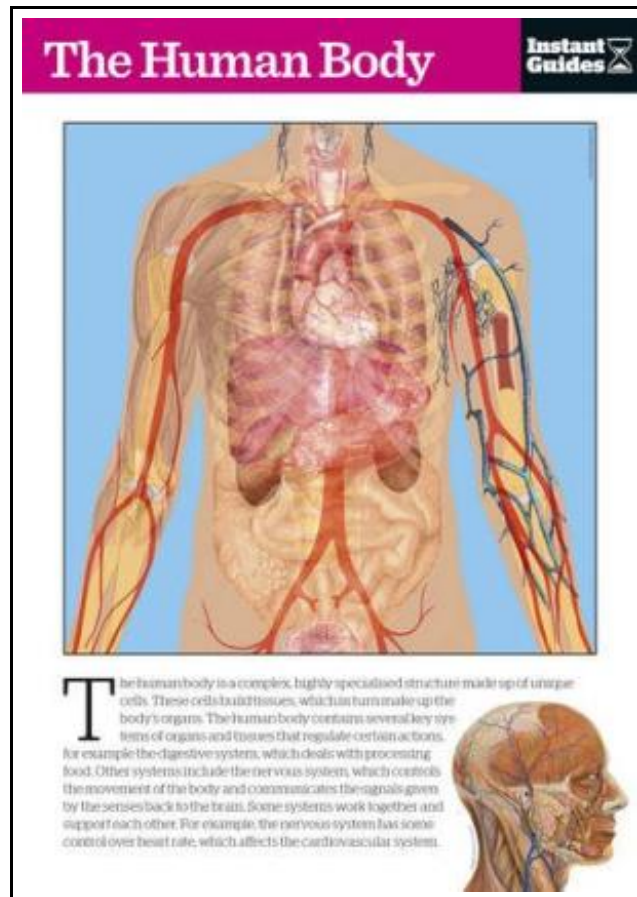 The Human Body
Instant
Guides
The human body is a complex, highly specialised structure made up of unique
cells. These cells build tissues, which in turn make up the
body's organs. The human body contains several key sys
tems of organs and tissues that regulate certain actions,
for example the digestive system, which deals with processing
food. Other systems include the nervous system, which controls
the movement of the body and communicates the signals given
by the senses back to the brain. Some systems work together and
support each other. For example, the nervous system has some
control over heart rate, which affects the cardiovascular system.